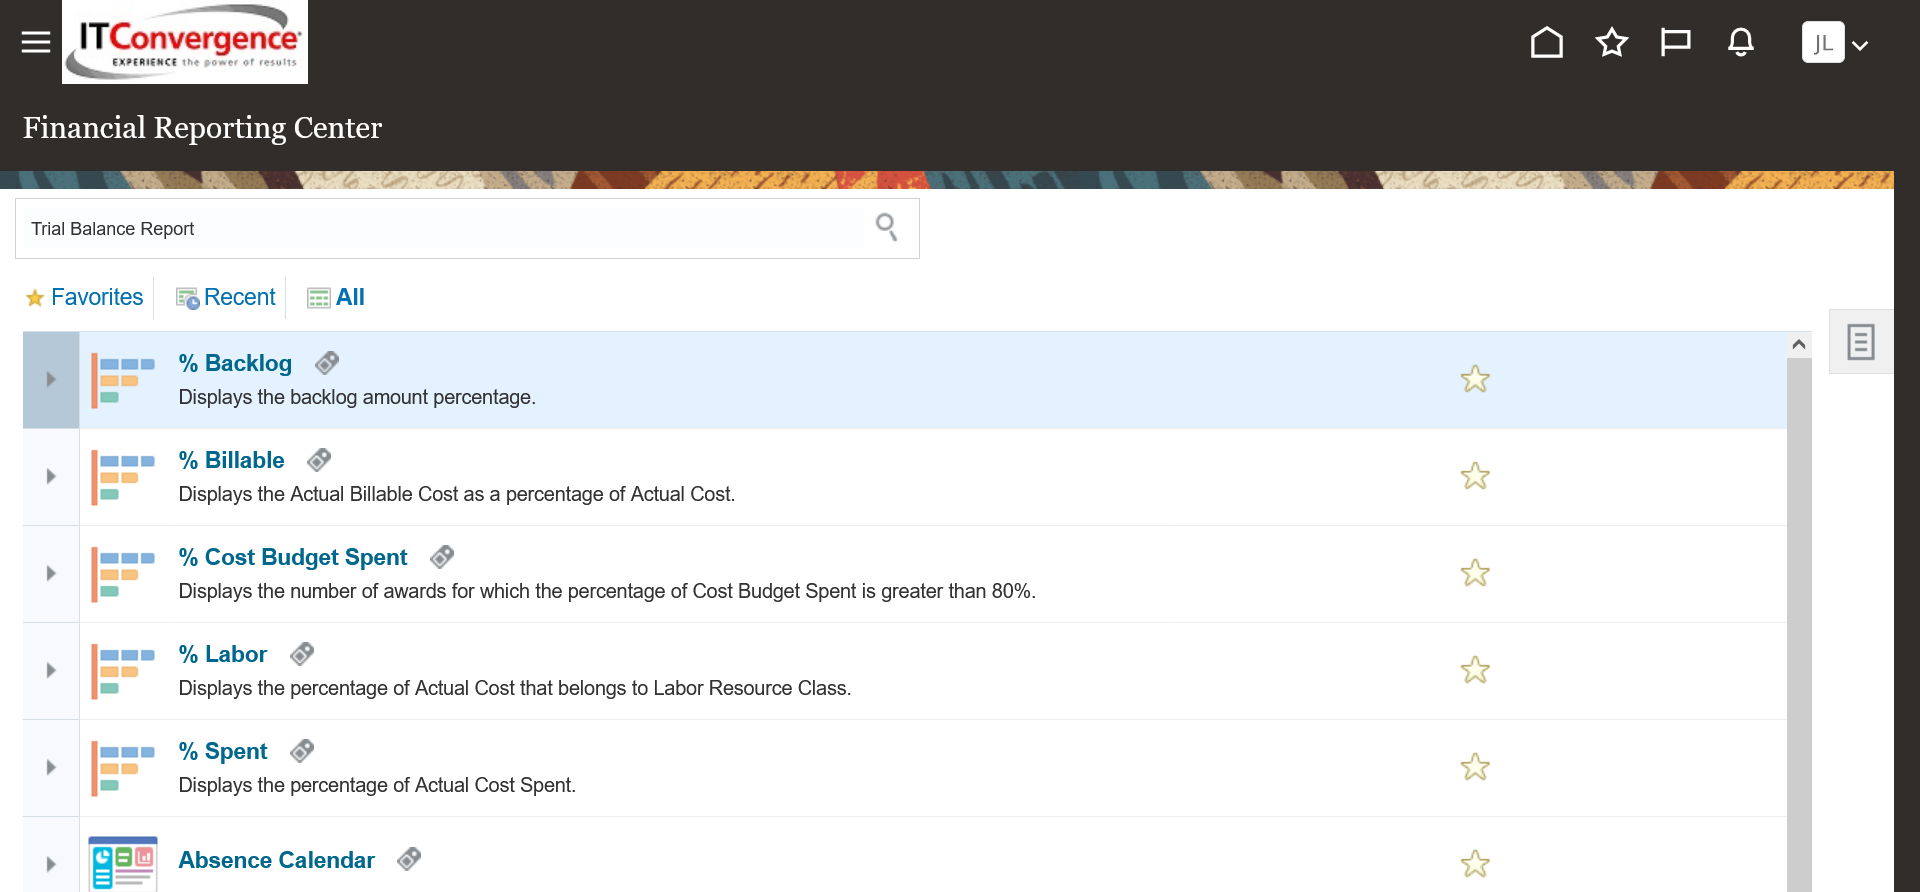 ITConvergence
EXPERIENCE the power of results
JL
Financial Reporting Center
Trial Balance Report
Favorites
Recent
All
% Backlog
Displays the backlog amount percentage.
% Billable
Displays the Actual Billable Cost as a percentage of Actual Cost.
% Cost Budget Spent
Displays the number of awards for which the percentage of Cost Budget Spent is greater than 80%.
% Labor
Displays the percentage of Actual Cost that belongs to Labor Resource Class.
% Spent
Displays the percentage of Actual Cost Spent.
Absence Calendar